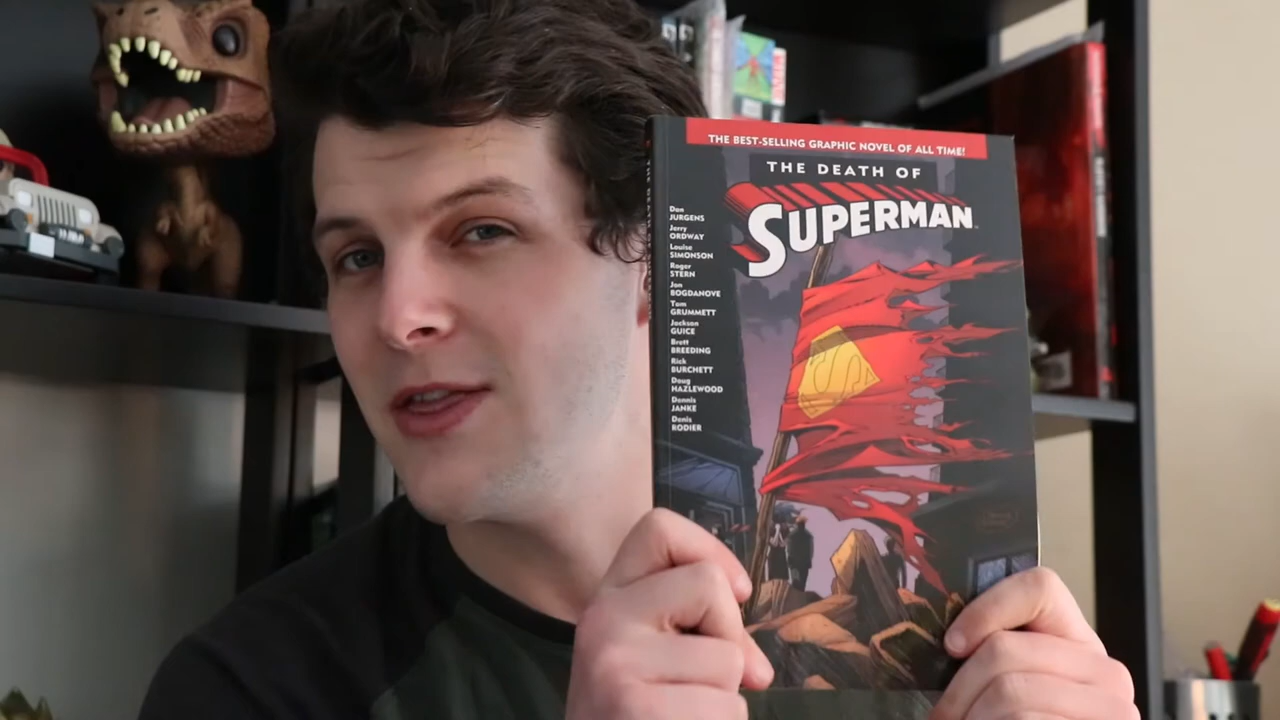 THE BEST-SELLING GRAPHIC NOVEL OF ALL TIME!
THE DEATH OF
SUPERMAN
Dan
JURGENS
Jerry
ORDWAY
Louise
SIMONSON
Roger
STERN
Jon
BOGDANOVE
Tom
GRUMMETT
Jackson
GUICE
Brett
BREEDING
Rick
BURCHETT
Doug
HAZLEWOOD
Dennis
JANKE
Denis
RODIER
S